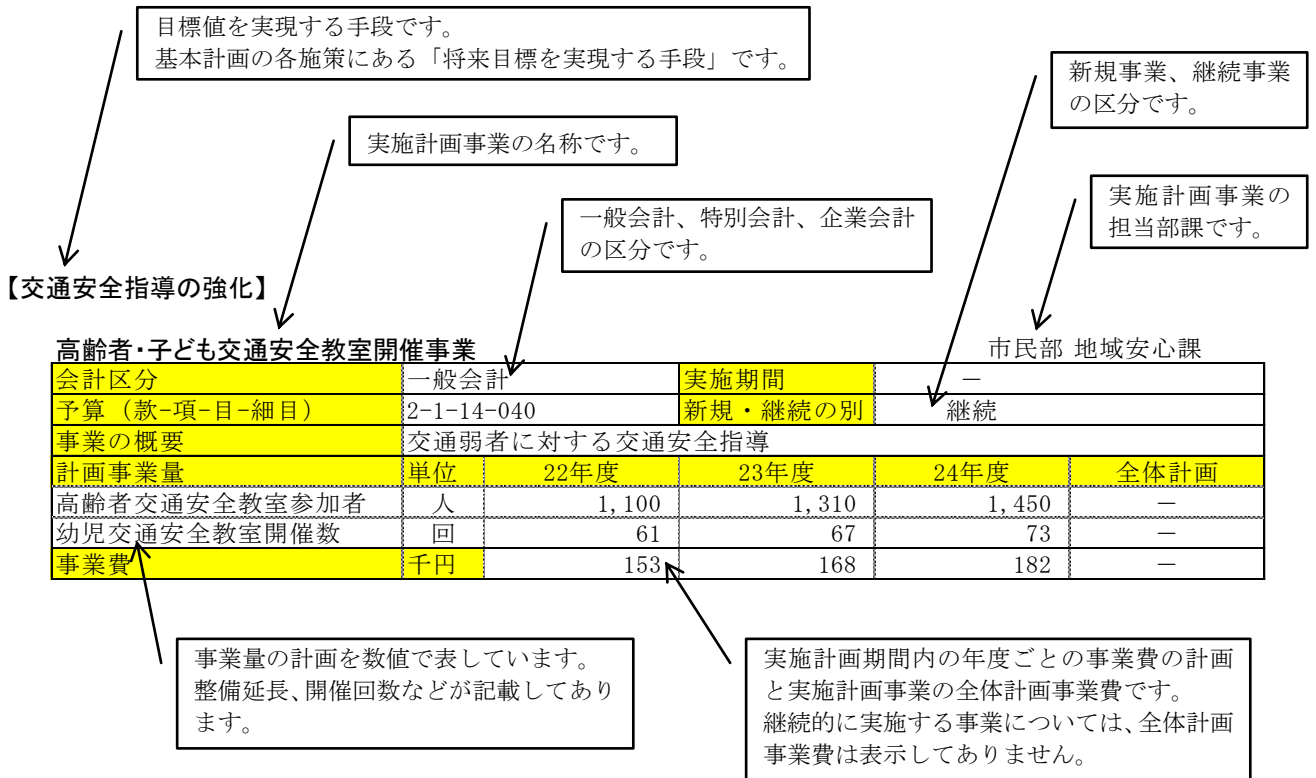 目標値を実現する手段です。
基本計画の各施策にある「将来目標を実現する手段」です。
新規事業、継続事業
の区分です。
実施計画事業の名称です。
実施計画事業の
担当部課です。
一般会計、特別会計、企業会計
の区分です。
【交通安全指導の強化】
高齢者・子ども交通安全教室開催事業 市民部 地域安心課
会計区分 一般会計 実施期間 －
予算（款-項-目-細目） 2-1-14-040 新規・継続の別 継続
事業の概要 交通弱者に対する交通安全指導
計画事業量 単位 22年度 23年度 24年度 全体計画
高齢者交通安全教室参加者 人 1,100 1,310 1,450 －
幼児交通安全教室開催数 回 61 67 73 －
事業費 千円 153 168 182 －
事業量の計画を数値で表しています。
整備延長、開催回数などが記載してあり
ます。
実施計画期間内の年度ごとの事業費の計画
と実施計画事業の全体計画事業費です。
継続的に実施する事業については、全体計画
事業費は表示してありません。